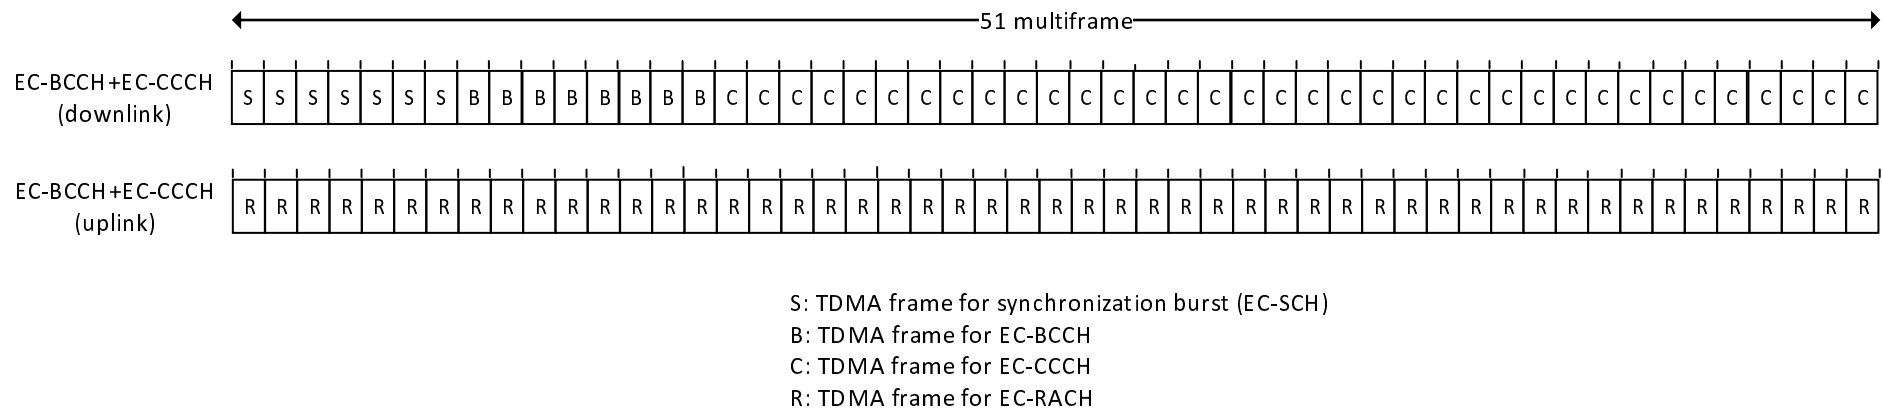 51 multiframe
EC-BCCH+EC-CCCH
(downlink)
S S S S S S S B B B B B B B B C C C C C C C C C C C C C C C C C C C C C C C C C C C C C C C C C C C C
EC-BCCH+EC-CCCH
(uplink)
R R R R R R R R R R R R R R R R R R R R R R R R R R R R R R R R R R R R R R R R R R R R R R R R R R R
S: TDMA frame for synchronization burst (EC-SCH)
B: TDMA frame for EC-BCCH
C: TDMA frame for EC-CCCH
R: TDMA frame for EC-RACH